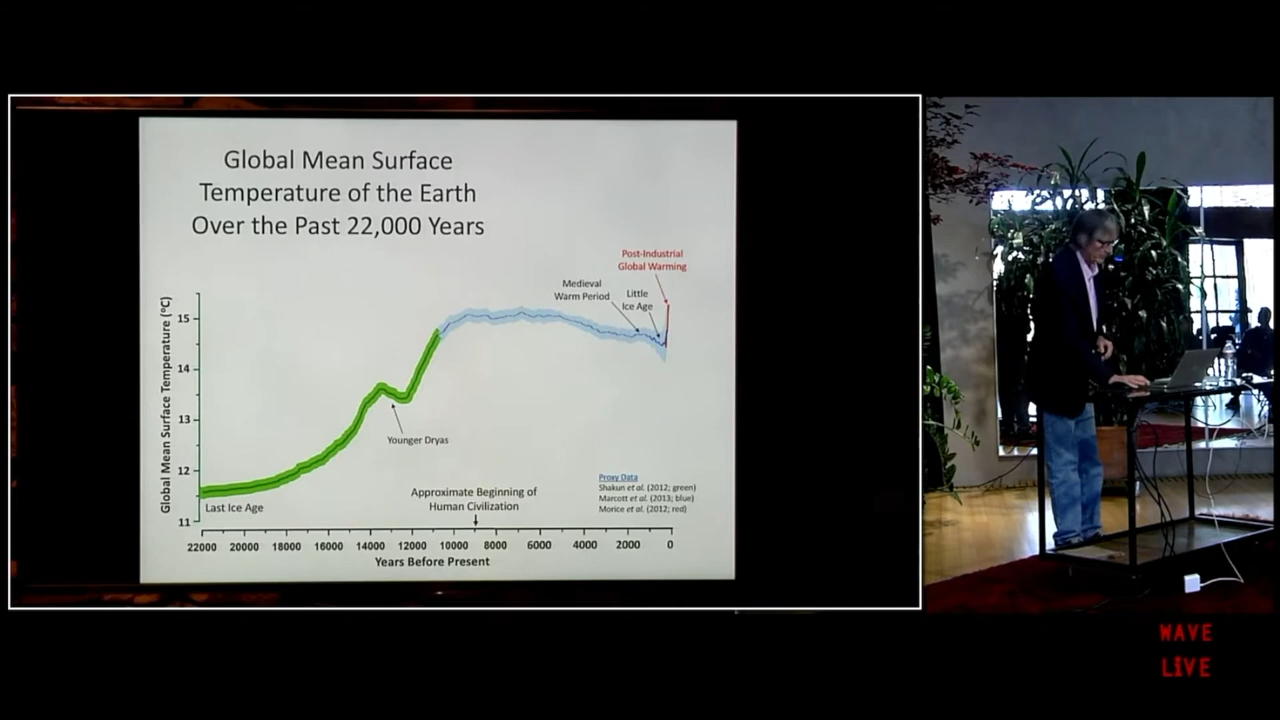 Global Mean Surface
Temperature of the Earth
Over the Past 22,000 Years
Post-Industrial
Global Warming
Medieval
Warm Period
Little
Ice Age
Global Mean Surface Temperature (°C)
15
14
13
12
11
Younger Dryas
Last Ice Age
Approximate Beginning of
Human Civilization
Proxy Data
Shakun et al. (2012; green)
Marcott et al. (2013; blue)
Morice et al. (2012; red)
22000 20000 18000 16000 14000 12000 10000 8000 6000 4000 2000 0
Years Before Present
WAVE
LiVE